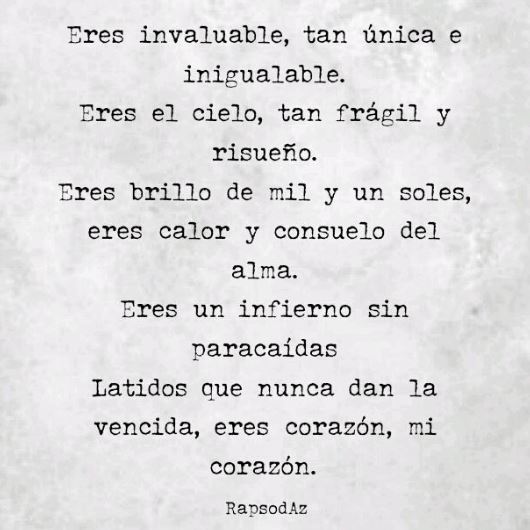 Eres invaluable, tan única e
inigualable.
Eres el cielo, tan frágil y
risueño.
Eres brillo de mil y un soles,
eres calor y consuelo del
alma.
Eres un infierno sin
paracaídas
Latidos que nunca dan la
vencida, eres corazón, mi
corazón.
RapsodAz